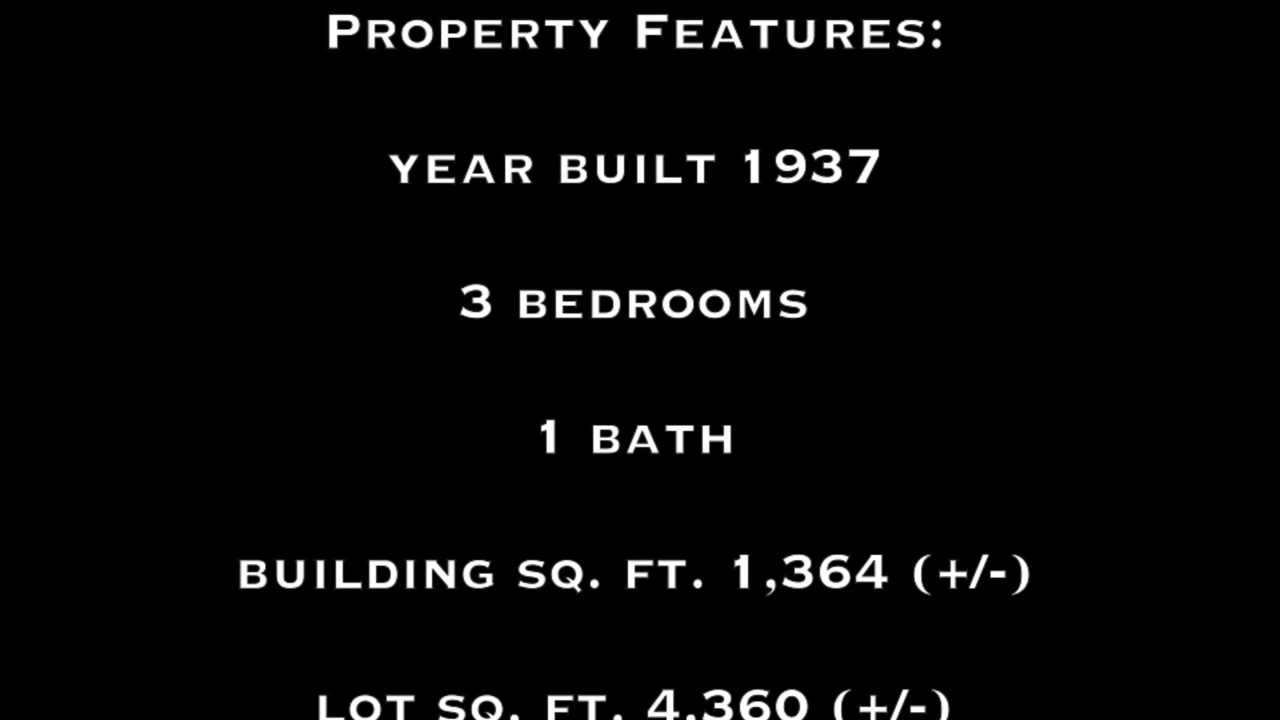 PROPERTY FEATURES:
YEAR BUILT 1937
3 BEDROOMS
1 BATH
BUILDING SQ. FT. 1,364 (+/-)
LOT SQ. FT. 4,360 (+/-)